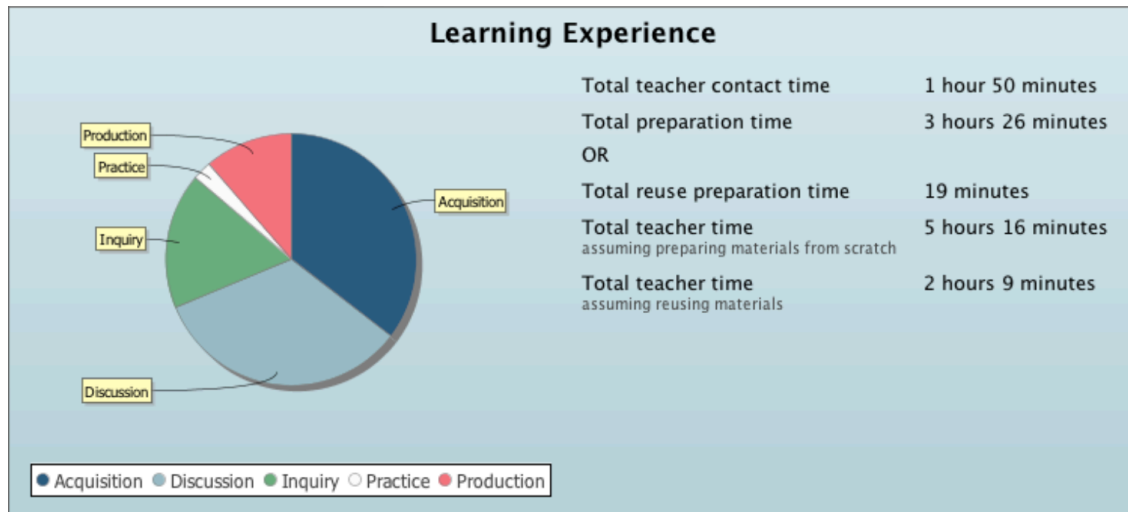 Learning Experience
Total teacher contact time 1 hour 50 minutes
Total preparation time 3 hours 26 minutes
OR
Total reuse preparation time 19 minutes
Total teacher time 5 hours 16 minutes
assuming preparing materials from scratch
Total teacher time 2 hours 9 minutes
assuming reusing materials
Production
Practice
Acquisition
Inquiry
Discussion
Acquisition Discussion Inquiry Practice Production